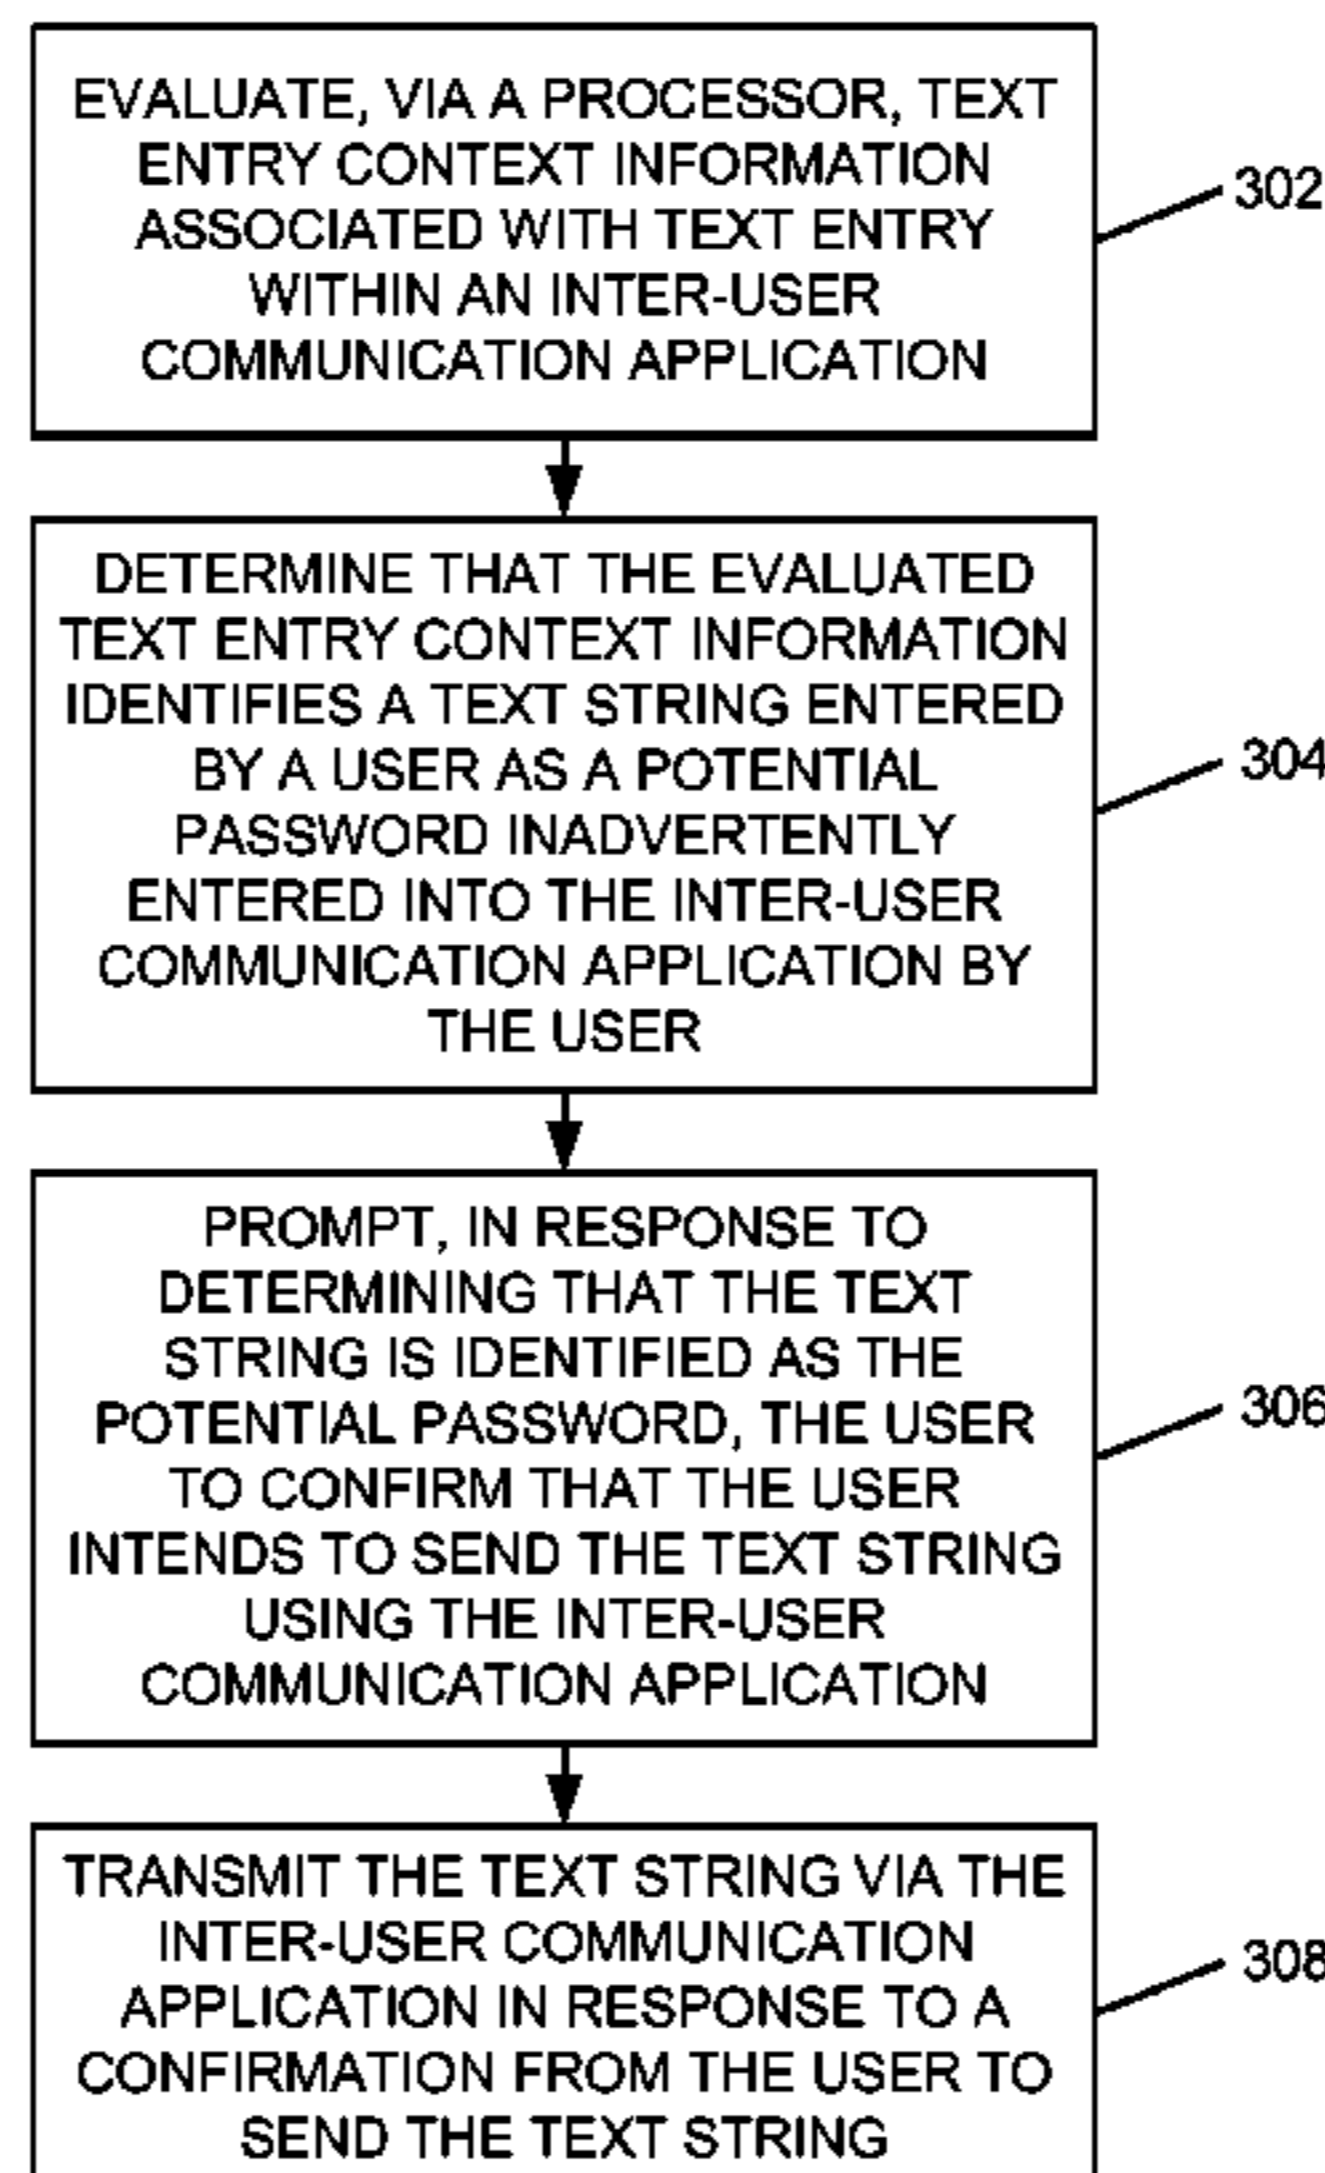 EVALUATE, VIA A PROCESSOR, TEXT
ENTRY CONTEXT INFORMATION
ASSOCIATED WITH TEXT ENTRY
WITHIN AN INTER-USER
COMMUNICATION APPLICATION
302
DETERMINE THAT THE EVALUATED
TEXT ENTRY CONTEXT INFORMATION
IDENTIFIES A TEXT STRING ENTERED
BY A USER AS A POTENTIAL
PASSWORD INADVERTENTLY
ENTERED INTO THE INTER-USER
COMMUNICATION APPLICATION BY
THE USER
304
PROMPT, IN RESPONSE TO
DETERMINING THAT THE TEXT
STRING IS IDENTIFIED AS THE
POTENTIAL PASSWORD, THE USER
TO CONFIRM THAT THE USER
INTENDS TO SEND THE TEXT STRING
USING THE INTER-USER
COMMUNICATION APPLICATION
306
TRANSMIT THE TEXT STRING VIA THE
INTER-USER COMMUNICATION
APPLICATION IN RESPONSE TO A
CONFIRMATION FROM THE USER TO
SEND THE TEXT STRING
308